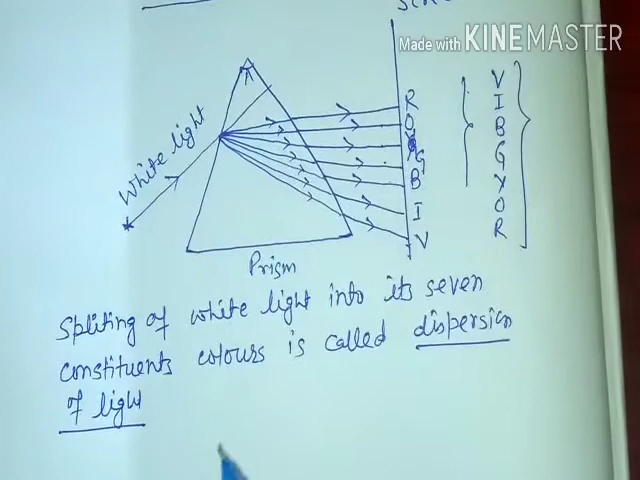 Made with KINEMASTER
White light
R
O
Y
G
B
I
V
V
I
B
G
Y
O
R
Prism
Spliting of white light into its seven
constituents colours is called dispersion
of light